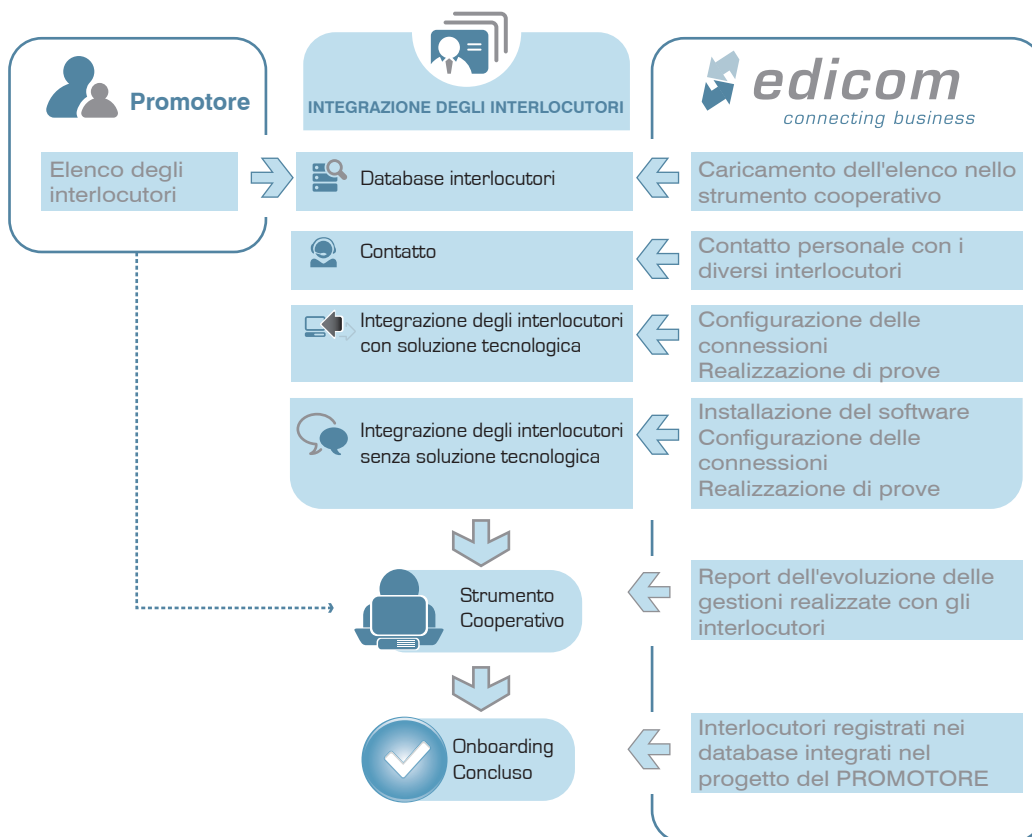 Promotore
INTEGRAZIONE DEGLI INTERLOCUTORI
edicom
connecting business
Elenco degli
interlocutori
Database interlocutori
Caricamento dell'elenco nello
strumento cooperativo
Contatto
Contatto personale con i
diversi interlocutori
Integrazione degli interlocutori
con soluzione tecnologica
Configurazione delle
connessioni
Realizzazione di prove
Integrazione degli interlocutori
senza soluzione tecnologica
Installazione del software
Configurazione delle
connessioni
Realizzazione di prove
Strumento
Cooperativo
Report dell'evoluzione delle
gestioni realizzate con gli
interlocutori
Onboarding
Concluso
Interlocutori registrati nei
database integrati nel
progetto del PROMOTORE